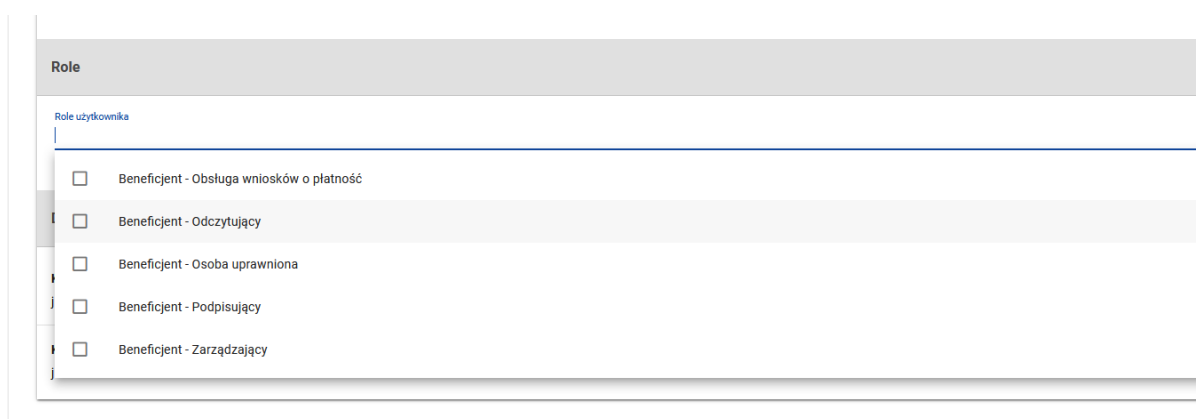 Role
Role użytkownika
Beneficjent - Obsługa wniosków o płatność
Beneficjent - Odczytujący
Beneficjent - Osoba uprawniona
Beneficjent - Podpisujący
Beneficjent - Zarządzający